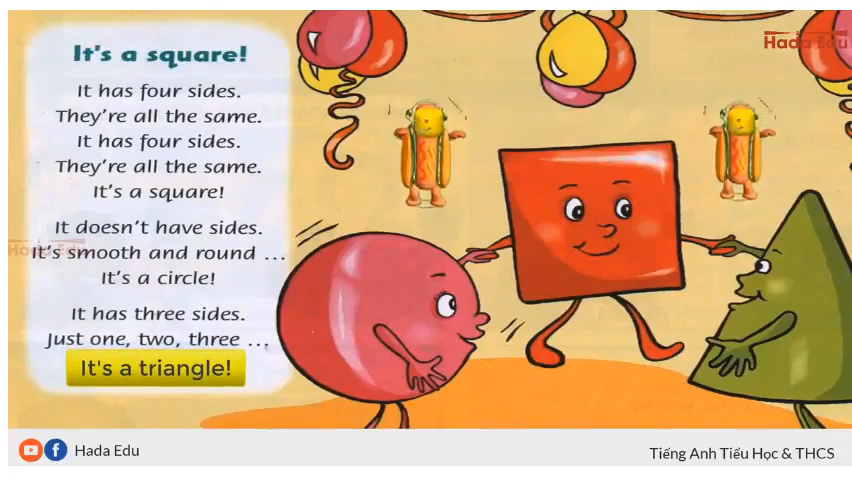 It's a square!
It has four sides.
They're all the same.
It has four sides.
They're all the same.
It's a square!
It doesn't have sides.
It's smooth and round ...
It's a circle!
It has three sides.
Just one, two, three ...
It's a triangle!
Hada Edu
Hada Edu
Hada Edu
Tiếng Anh Tiểu Học & THCS